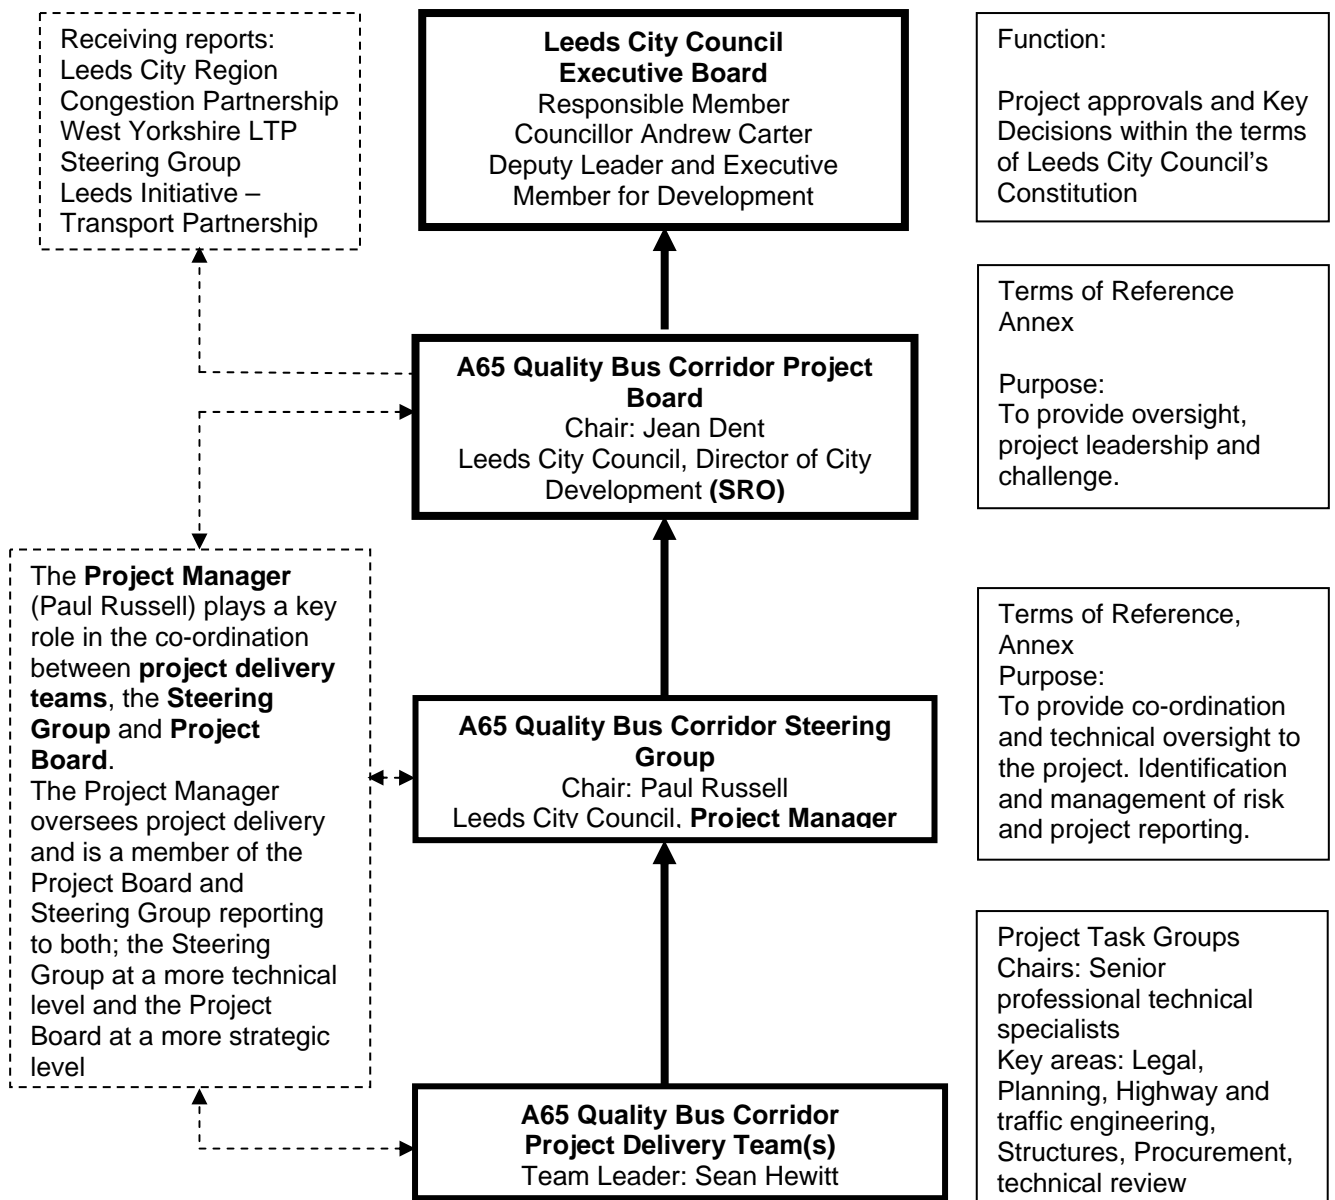 Receiving reports:
Leeds City Region
Congestion Partnership
West Yorkshire LTP
Steering Group
Leeds Initiative –
Transport Partnership
Leeds City Council
Executive Board
Responsible Member
Councillor Andrew Carter
Deputy Leader and Executive
Member for Development
Function:
Project approvals and Key
Decisions within the terms
of Leeds City Council's
Constitution
A65 Quality Bus Corridor Project
Board
Chair: Jean Dent
Leeds City Council, Director of City
Development (SRO)
Terms of Reference
Annex
Purpose:
To provide oversight,
project leadership and
challenge.
The Project Manager
(Paul Russell) plays a key
role in the co-ordination
between project delivery
teams, the Steering
Group and Project
Board.
The Project Manager
oversees project delivery
and is a member of the
Project Board and
Steering Group reporting
to both; the Steering
Group at a more technical
level and the Project
Board at a more strategic
level
A65 Quality Bus Corridor Steering
Group
Chair: Paul Russell
Leeds City Council, Project Manager
Terms of Reference,
Annex
Purpose:
To provide co-ordination
and technical oversight to
the project. Identification
and management of risk
and project reporting.
A65 Quality Bus Corridor
Project Delivery Team(s)
Team Leader: Sean Hewitt
Project Task Groups
Chairs: Senior
professional technical
specialists
Key areas: Legal,
Planning, Highway and
traffic engineering,
Structures, Procurement,
technical review